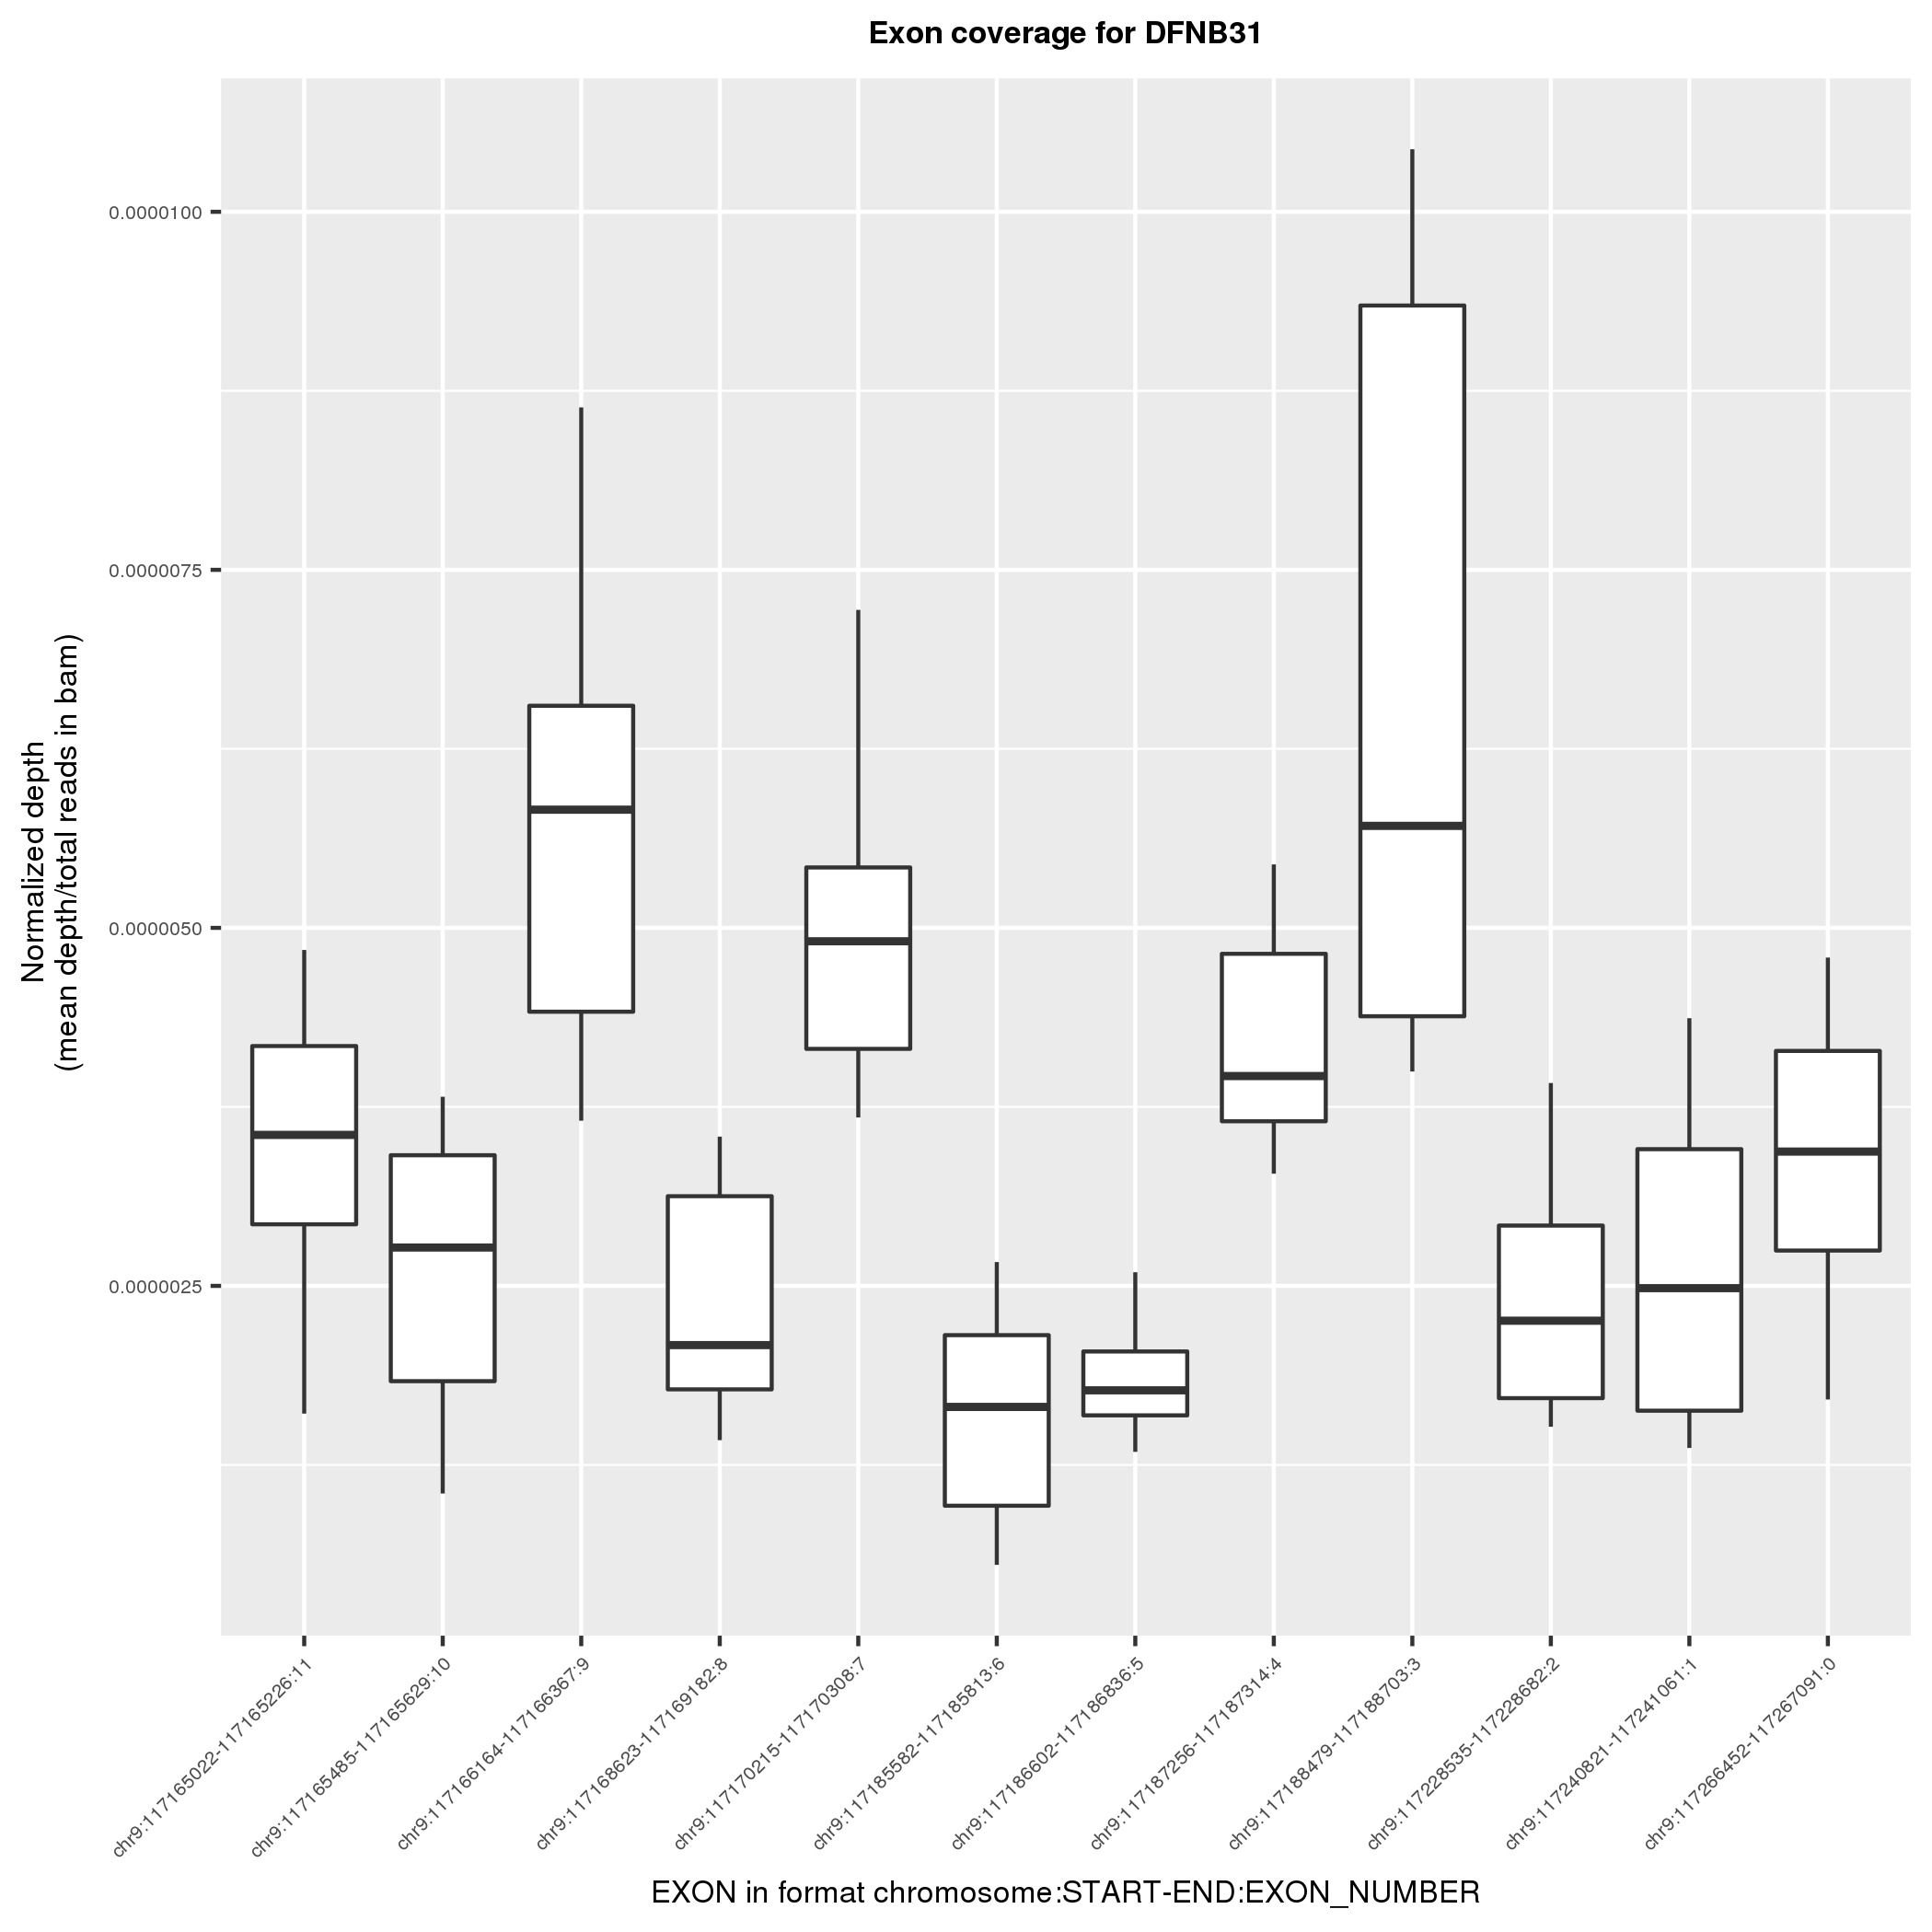 Exon coverage for DFNB31
Normalized depth
(mean depth/total reads in bam)
0.0000100
0.0000075
0.0000050
0.0000025
chr9:117165022-117165226:11
chr9:117165485-117165629:10
chr9:117166164-117166367:9
chr9:117168623-117169182:8
chr9:117170215-117170308:7
chr9:117185582-117185813:6
chr9:117186602-117186836:5
chr9:117187256-117187314:4
chr9:117188479-117188703:3
chr9:117228535-117228682:2
chr9:117240821-117241061:1
chr9:117266452-117267091:0
EXON in format chromosome:START-END:EXON_NUMBER